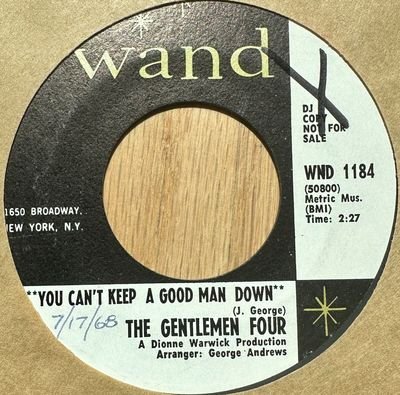 wand
X
DJ
COPY
NOT FOR
SALE
WND 1184
(50800)
Metric Mus.
(BMI)
Time: 2:27
1650 BROADWAY,
NEW YORK, N.Y.
**YOU CAN'T KEEP A GOOD MAN DOWN**
(J. George)
7/17/68
THE GENTLEMEN FOUR
A Dionne Warwick Production
Arranger: George Andrews